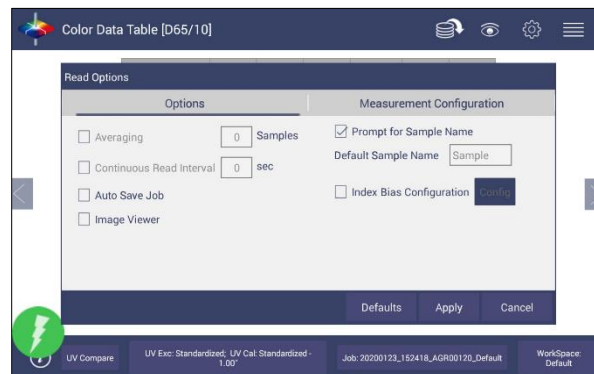 Color Data Table [D65/10]
Read Options
Options
Measurement Configuration
Averaging 0 Samples
Continuous Read Interval 0 sec
Auto Save Job
Image Viewer
Prompt for Sample Name
Default Sample Name Sample
Index Bias Configuration Config
Defaults Apply Cancel
UV Compare
UV Exc: Standardized; UV Cal: Standardized -
1.00"
Job: 20200123_152418_AGR00120_Default
WorkSpace:
Default